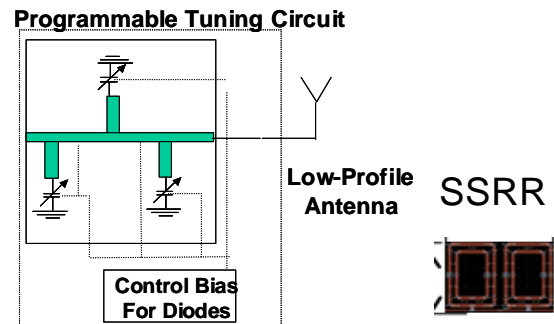 Programmable Tuning Circuit
Low-Profile
Antenna
SSRR
Control Bias
For Diodes